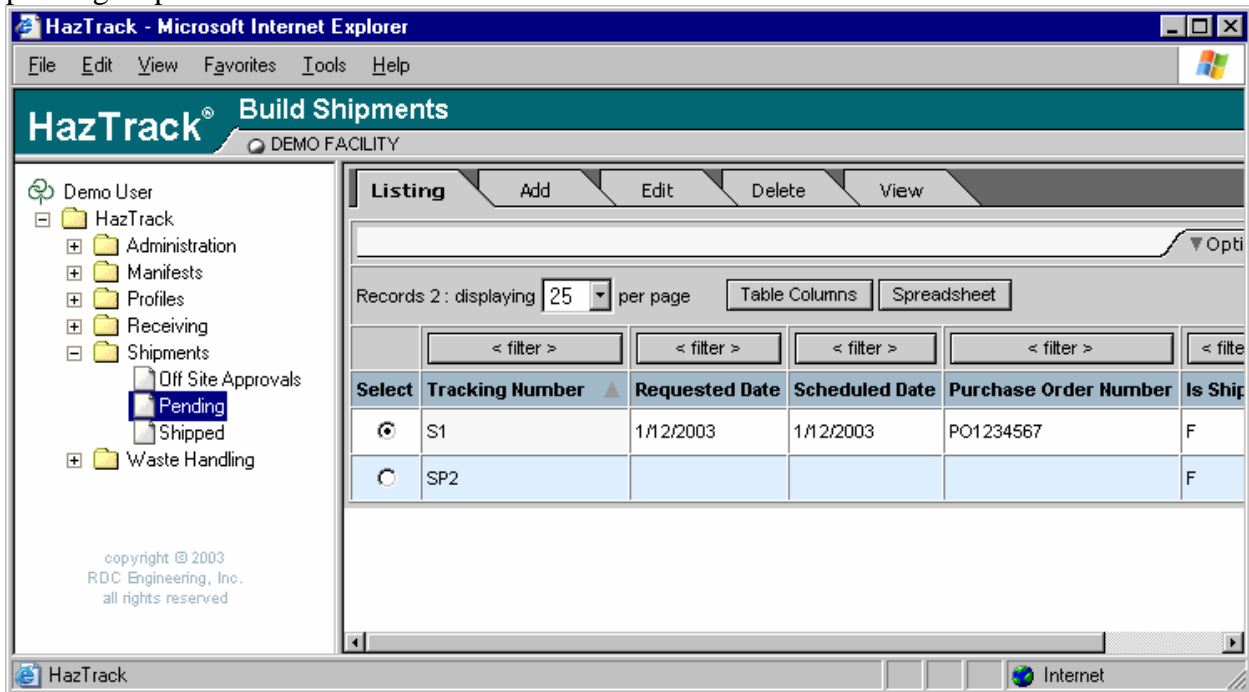 HazTrack - Microsoft Internet Explorer
File Edit View Favorites Tools Help
HazTrack® Build Shipments
DEMO FACILITY
Demo User
HazTrack
Administration
Manifests
Profiles
Receiving
Shipments
Off Site Approvals
Pending
Shipped
Waste Handling
copyright © 2003
RDC Engineering, Inc.
all rights reserved
Listing Add Edit Delete View
▼Opti
Records 2 : displaying 25 per page Table Columns Spreadsheet
< filter > < filter > < filter > < filter > < filte
Select Tracking Number Requested Date Scheduled Date Purchase Order Number Is Ship
S1 1/12/2003 1/12/2003 PO1234567 F
SP2 F
HazTrack Internet